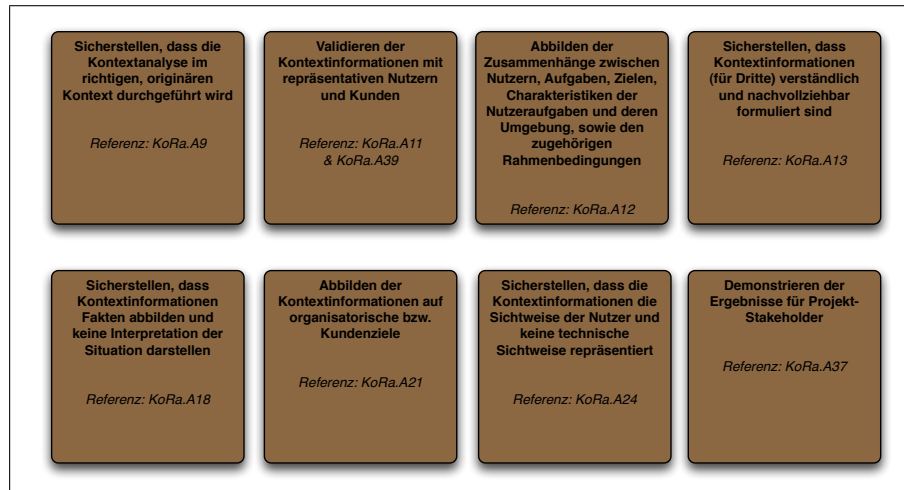 Sicherstellen, dass die
Kontextanalyse im
richtigen, originären
Kontext durchgeführt wird
Referenz: KoRa.A9
Validieren der
Kontextinformationen mit
repräsentativen Nutzern
und Kunden
Referenz: KoRa.A11
& KoRa.A39
Abbilden der
Zusammenhänge zwischen
Nutzern, Aufgaben, Zielen,
Charakteristiken der
Nutzeraufgaben und deren
Umgebung, sowie den
zugehörigen
Rahmenbedingungen
Referenz: KoRa.A12
Sicherstellen, dass
Kontextinformationen
(für Dritte) verständlich
und nachvollziehbar
formuliert sind
Referenz: KoRa.A13
Sicherstellen, dass
Kontextinformationen
Fakten abbilden und
keine Interpretation der
Situation darstellen
Referenz: KoRa.A18
Abbilden der
Kontextinformationen auf
organisatorische bzw.
Kundenziele
Referenz: KoRa.A21
Sicherstellen, dass die
Kontextinformationen die
Sichtweise der Nutzer und
keine technische
Sichtweise repräsentiert
Referenz: KoRa.A24
Demonstrieren der
Ergebnisse für Projekt-
Stakeholder
Referenz: KoRa.A37